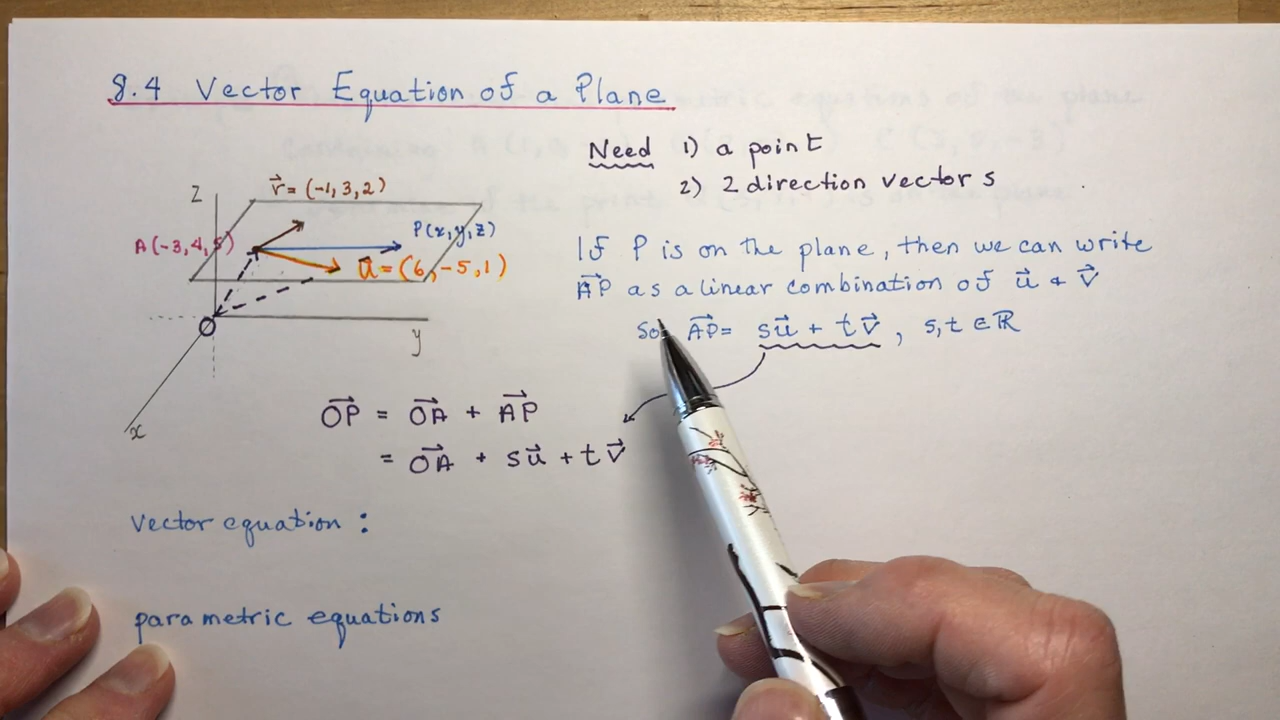 8.4 Vector Equation of a Plane
Need 1) a point
2) 2 direction vectors
z
r⃗ = (-1, 3, 2)
A(-3, 4, 5)
P(x, y, z)
u⃗ = (6, -5, 1)
O
y
x
If P is on the plane, then we can write
AP⃗ as a linear combination of u⃗ & v⃗
So AP⃗ = su⃗ + tv⃗, s, t ∈ ℝ
OP⃗ = OA⃗ + AP⃗
= OA⃗ + su⃗ + tv⃗
vector equation :
parametric equations